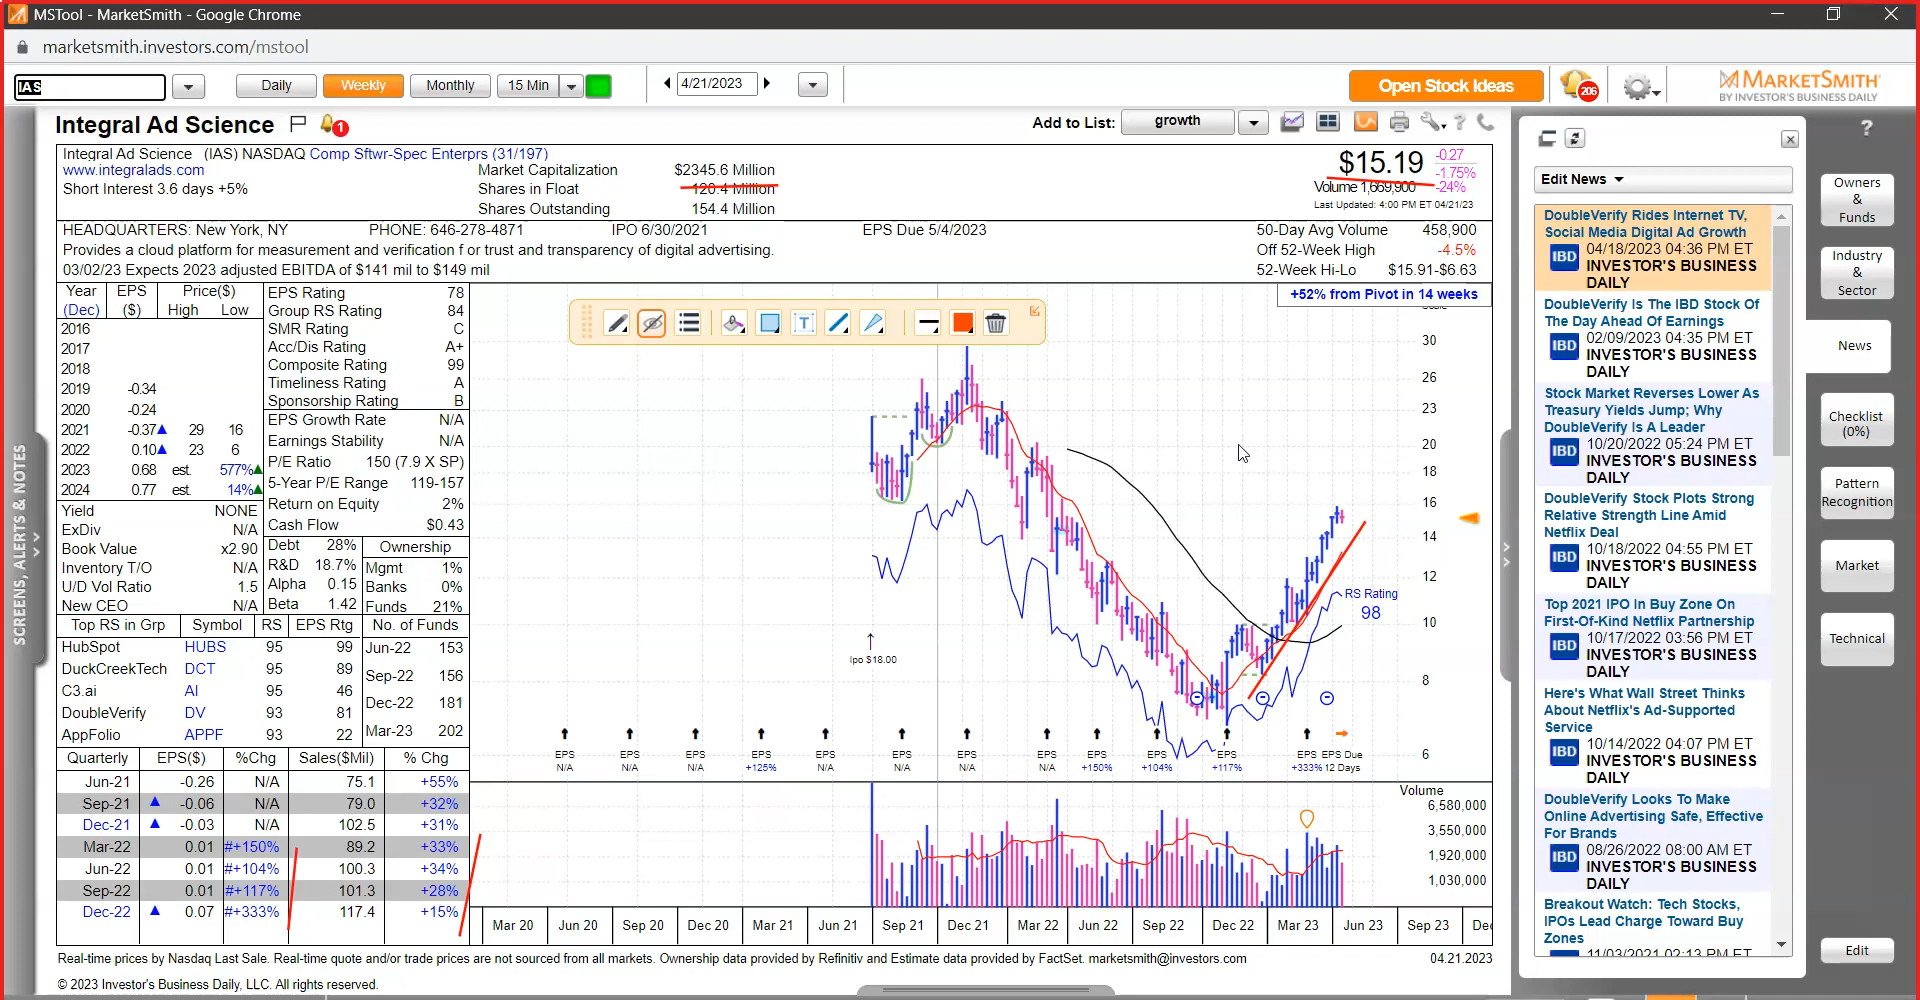 MSTool - MarketSmith - Google Chrome
marketsmith.investors.com/mstool
IAS Daily Weekly Monthly 15 Min 4/21/2023 Open Stock Ideas 206 MARKETSMITH
BY INVESTOR'S BUSINESS DAILY
Integral Ad Science 1 Add to List: growth
Integral Ad Science (IAS) NASDAQ Comp Sftwr-Spec Enterprs (31/197)
www.integralads.com
Short Interest 3.6 days +5%
Market Capitalization $2345.6 Million
Shares in Float 120.4 Million
Shares Outstanding 154.4 Million
$15.19 -0.27
-1.75%
Volume 1,669,900 -24%
Last Updated: 4:00 PM ET 04/21/23
HEADQUARTERS: New York, NY PHONE: 646-278-4871 IPO 6/30/2021 EPS Due 5/4/2023
Provides a cloud platform for measurement and verification f or trust and transparency of digital advertising.
03/02/23 Expects 2023 adjusted EBITDA of $141 mil to $149 mil
50-Day Avg Volume 458,900
Off 52-Week High -4.5%
52-Week Hi-Lo $15.91-$6.63
Year EPS Price($)
(Dec) ($) High Low
2016
2017
2018
2019 -0.34
2020 -0.24
2021 -0.37 29 16
2022 0.10 23 6
2023 0.68 est. 577%
2024 0.77 est. 14%
Yield NONE
ExDiv N/A
Book Value x2.90
Inventory T/O N/A
U/D Vol Ratio 1.5
New CEO N/A
EPS Rating 78
Group RS Rating 84
SMR Rating C
Acc/Dis Rating A+
Composite Rating 99
Timeliness Rating A
Sponsorship Rating B
EPS Growth Rate N/A
Earnings Stability N/A
P/E Ratio 150 (7.9 X SP)
5-Year P/E Range 119-157
Return on Equity 2%
Cash Flow $0.43
Debt 28%
R&D 18.7%
Alpha 0.15
Beta 1.42
Ownership
Mgmt 1%
Banks 0%
Funds 21%
Top RS in Grp Symbol RS EPS Rtg
HubSpot HUBS 95 99
DuckCreekTech DCT 95 89
C3.ai AI 95 46
DoubleVerify DV 93 81
AppFolio APPF 93 22
No. of Funds
Jun-22 153
Sep-22 156
Dec-22 181
Mar-23 202
Quarterly EPS($) %Chg Sales($Mil) % Chg
Jun-21 -0.26 N/A 75.1 +55%
Sep-21 -0.06 N/A 79.0 +32%
Dec-21 -0.03 N/A 102.5 +31%
Mar-22 0.01 #+150% 89.2 +33%
Jun-22 0.01 #+104% 100.3 +34%
Sep-22 0.01 #+117% 101.3 +28%
Dec-22 0.07 #+333% 117.4 +15%
+52% from Pivot in 14 weeks
T
30
26
23
20
18
16
14
12
10
8
6
RS Rating
98
Ipo $18.00
EPS EPS EPS EPS EPS EPS EPS EPS EPS EPS EPS EPS EPS Due
N/A N/A N/A +125% N/A N/A N/A N/A +150% +104% +117% +333% 12 Days
Volume
6,580,000
3,550,000
1,920,000
1,030,000
Mar 20 Jun 20 Sep 20 Dec 20 Mar 21 Jun 21 Sep 21 Dec 21 Mar 22 Jun 22 Sep 22 Dec 22 Mar 23 Jun 23 Sep 23 Dec
Real-time prices by Nasdaq Last Sale. Real-time quote and/or trade prices are not sourced from all markets. Ownership data provided by Refinitiv and Estimate data provided by FactSet. marketsmith@investors.com 04.21.2023
© 2023 Investor's Business Daily, LLC. All rights reserved.
SCREENS, ALERTS & NOTES
Edit News
DoubleVerify Rides Internet TV,
Social Media Digital Ad Growth
IBD 04/18/2023 04:36 PM ET
INVESTOR'S BUSINESS
DAILY
DoubleVerify Is The IBD Stock Of
The Day Ahead Of Earnings
IBD 02/09/2023 04:35 PM ET
INVESTOR'S BUSINESS
DAILY
Stock Market Reverses Lower As
Treasury Yields Jump; Why
DoubleVerify Is A Leader
IBD 10/20/2022 05:24 PM ET
INVESTOR'S BUSINESS
DAILY
DoubleVerify Stock Plots Strong
Relative Strength Line Amid
Netflix Deal
IBD 10/18/2022 04:55 PM ET
INVESTOR'S BUSINESS
DAILY
Top 2021 IPO In Buy Zone On
First-Of-Kind Netflix Partnership
IBD 10/17/2022 03:56 PM ET
INVESTOR'S BUSINESS
DAILY
Here's What Wall Street Thinks
About Netflix's Ad-Supported
Service
IBD 10/14/2022 04:07 PM ET
INVESTOR'S BUSINESS
DAILY
DoubleVerify Looks To Make
Online Advertising Safe, Effective
For Brands
IBD 08/26/2022 08:00 AM ET
INVESTOR'S BUSINESS
DAILY
Breakout Watch: Tech Stocks,
IPOs Lead Charge Toward Buy
Zones
11/03/2021 02:13 PM ET
?
Owners
&
Funds
Industry
&
Sector
News
Checklist
(0%)
Pattern
Recognition
Market
Technical
Edit